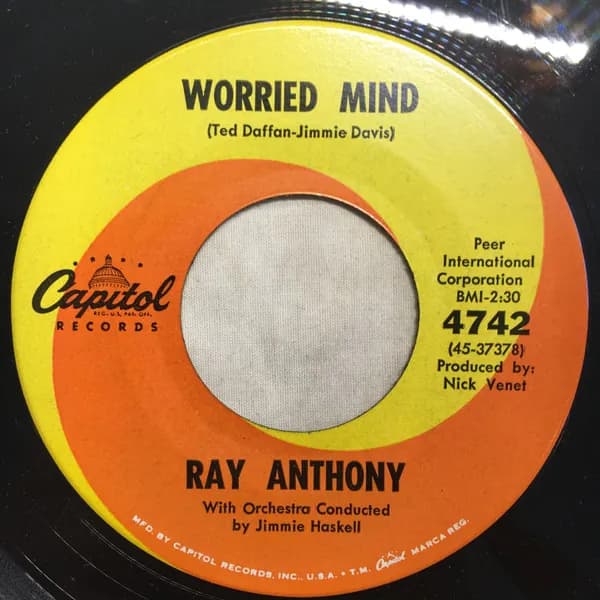 WORRIED MIND
(Ted Daffan-Jimmie Davis)
Capitol
REG. U.S. PAT. OFF.
RECORDS
Peer
International
Corporation
BMI-2:30
4742
(45-37378)
Produced by:
Nick Venet
RAY ANTHONY
With Orchestra Conducted
by Jimmie Haskell
MFD. BY CAPITOL RECORDS, INC., U.S.A. • T.M. Capitol MARCA REG.